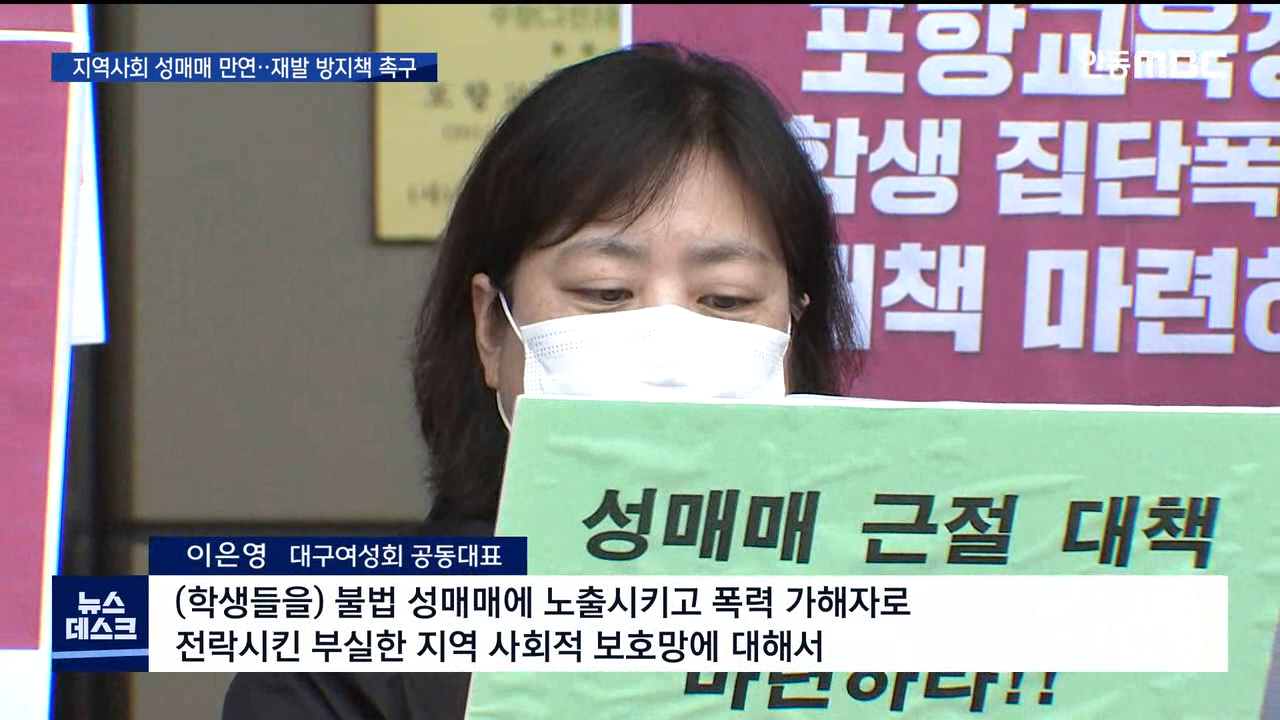 지역사회 성매매 만연··재발 방지책 촉구
안동MBC
포항교육청
학생 집단폭
대책 마련하
성매매 근절 대책
마련하라!!
이은영 대구여성회 공동대표
뉴스
데스크
(학생들을) 불법 성매매에 노출시키고 폭력 가해자로
전락시킨 부실한 지역 사회적 보호망에 대해서